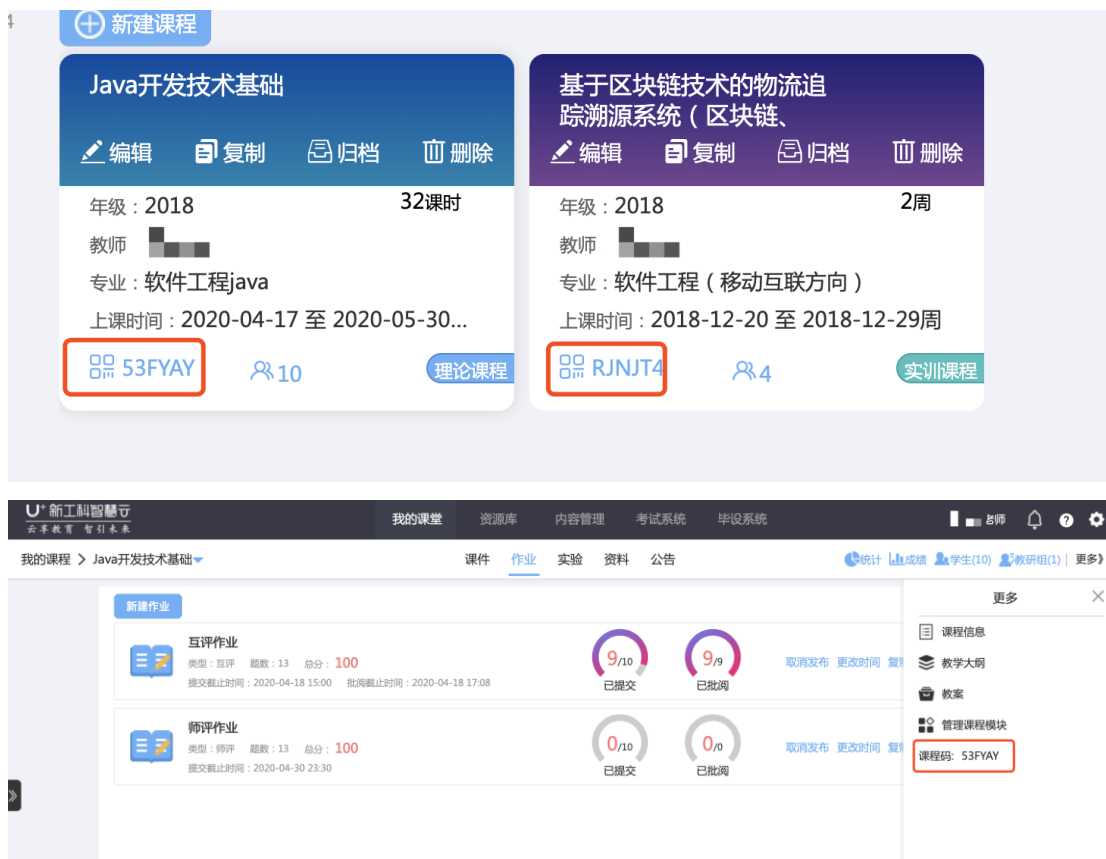 4
新建课程
Java开发技术基础
编辑 复制 归档 删除
年级：2018 32课时
教师
专业：软件工程java
上课时间：2020-04-17 至 2020-05-30...
53FYAY 10 理论课程
基于区块链技术的物流追
踪溯源系统（区块链、
编辑 复制 归档 删除
年级：2018 2周
教师
专业：软件工程（移动互联方向）
上课时间：2018-12-20 至 2018-12-29周
RJNJT4 4 实训课程
U+ 新工科智慧云
云享教育 智引未来
我的课堂 资源库 内容管理 考试系统 毕设系统 老师
我的课程 > Java开发技术基础 课件 作业 实验 资料 公告 统计 成绩 学生(10) 教研组(1) | 更多》
新建作业
互评作业
类型：互评 题数：13 总分：100
提交截止时间：2020-04-18 15:00 批阅截止时间：2020-04-18 17:08
9/10 9/9
已提交 已批阅
取消发布 更改时间 复制
师评作业
类型：师评 题数：13 总分：100
提交截止时间：2020-04-30 23:30
0/10 0/0
已提交 已批阅
取消发布 更改时间 复制
更多
课程信息
教学大纲
教案
管理课程模块
课程码：53FYAY